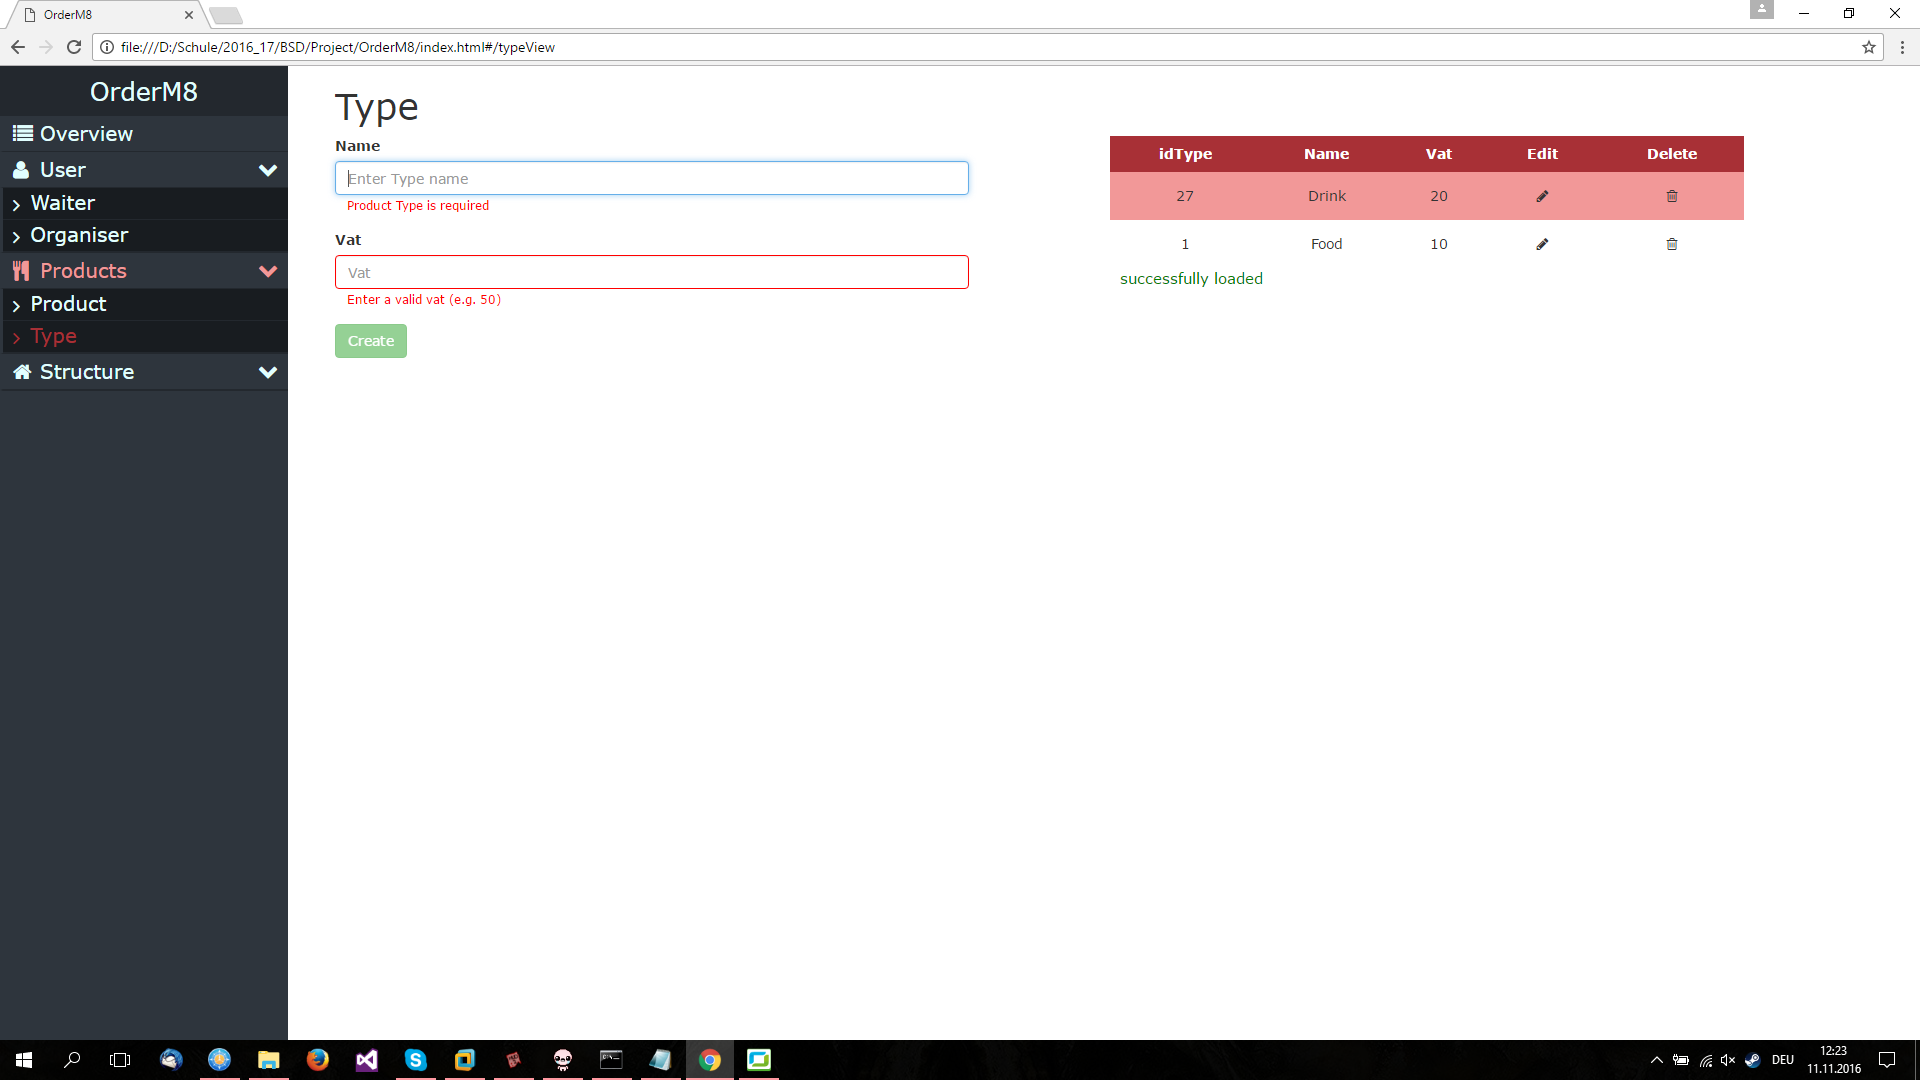 OrderM8
file:///D:/Schule/2016_17/BSD/Project/OrderM8/index.html#/typeView
OrderM8
Overview
User
Waiter
Organiser
Products
Product
Type
Structure
Type
Name
Enter Type name
Product Type is required
Vat
Vat
Enter a valid vat (e.g. 50)
Create
idType Name Vat Edit Delete
27 Drink 20
1 Food 10
successfully loaded
DEU
12:23
11.11.2016